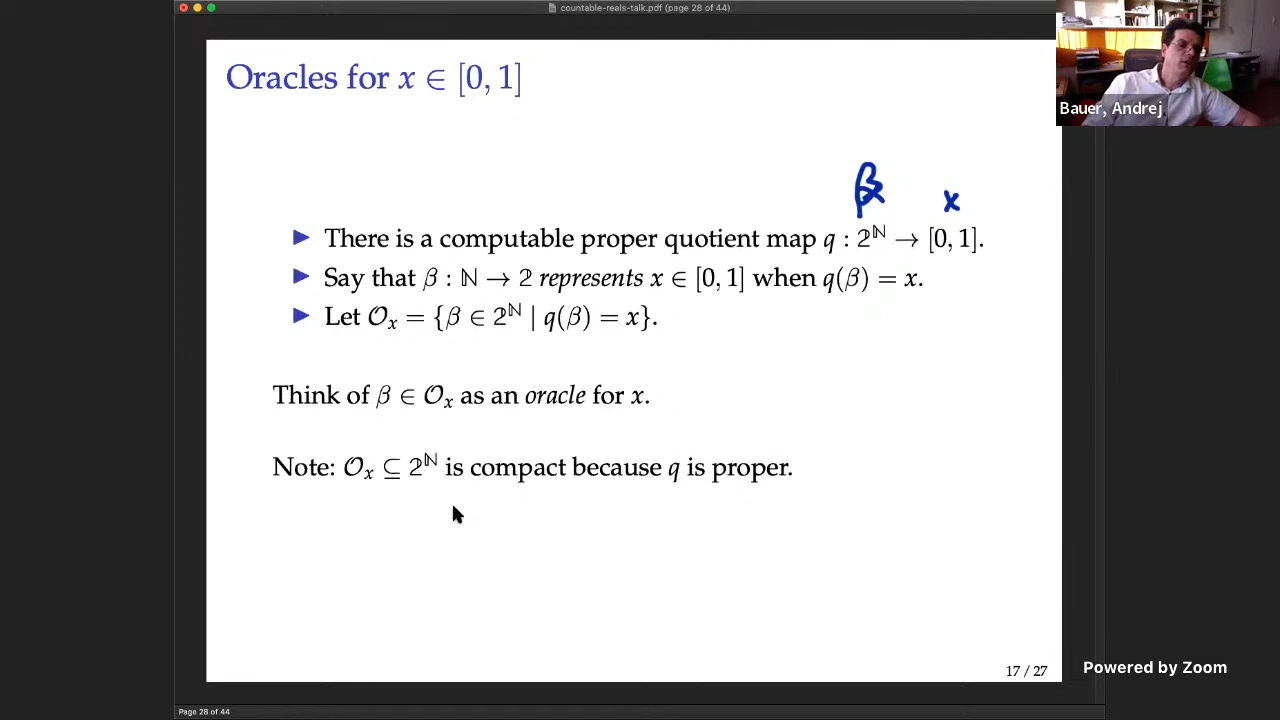 countable-reals-talk.pdf (page 28 of 44)
Oracles for x ∈ [0, 1]
Bauer, Andrej
β x
▶ There is a computable proper quotient map q : 2^ℕ → [0, 1].
▶ Say that β : ℕ → 2 represents x ∈ [0, 1] when q(β) = x.
▶ Let 𝒪ₓ = {β ∈ 2^ℕ | q(β) = x}.
Think of β ∈ 𝒪ₓ as an oracle for x.
Note: 𝒪ₓ ⊆ 2^ℕ is compact because q is proper.
17 / 27
Powered by Zoom
Page 28 of 44